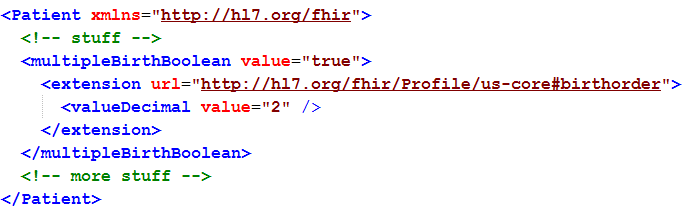 <Patient xmlns="http://hl7.org/fhir">
<!-- stuff -->
<multipleBirthBoolean value="true">
<extension url="http://hl7.org/fhir/Profile/us-core#birthorder">
<valueDecimal value="2" />
</extension>
</multipleBirthBoolean>
<!-- more stuff -->
</Patient>